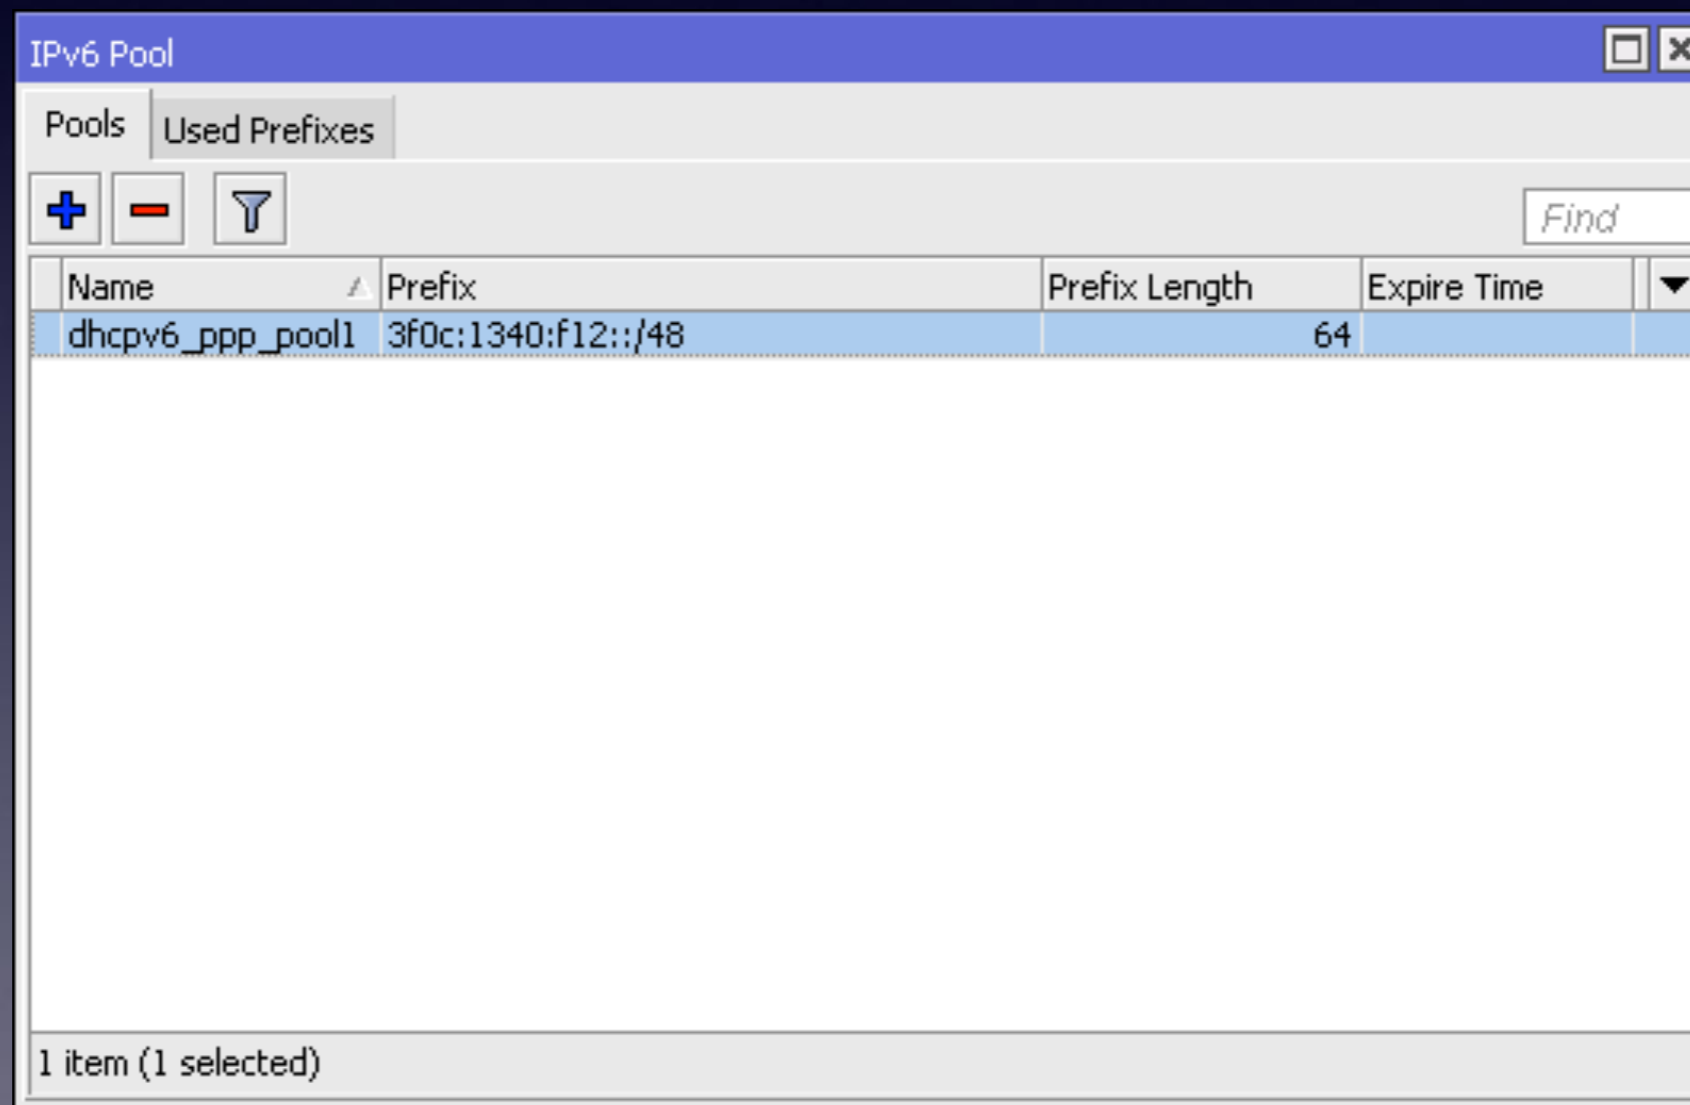 IPv6 Pool
Pools Used Prefixes
Find
Name Prefix Prefix Length Expire Time
dhcpv6_ppp_pool1 3f0c:1340:f12::/48 64
1 item (1 selected)